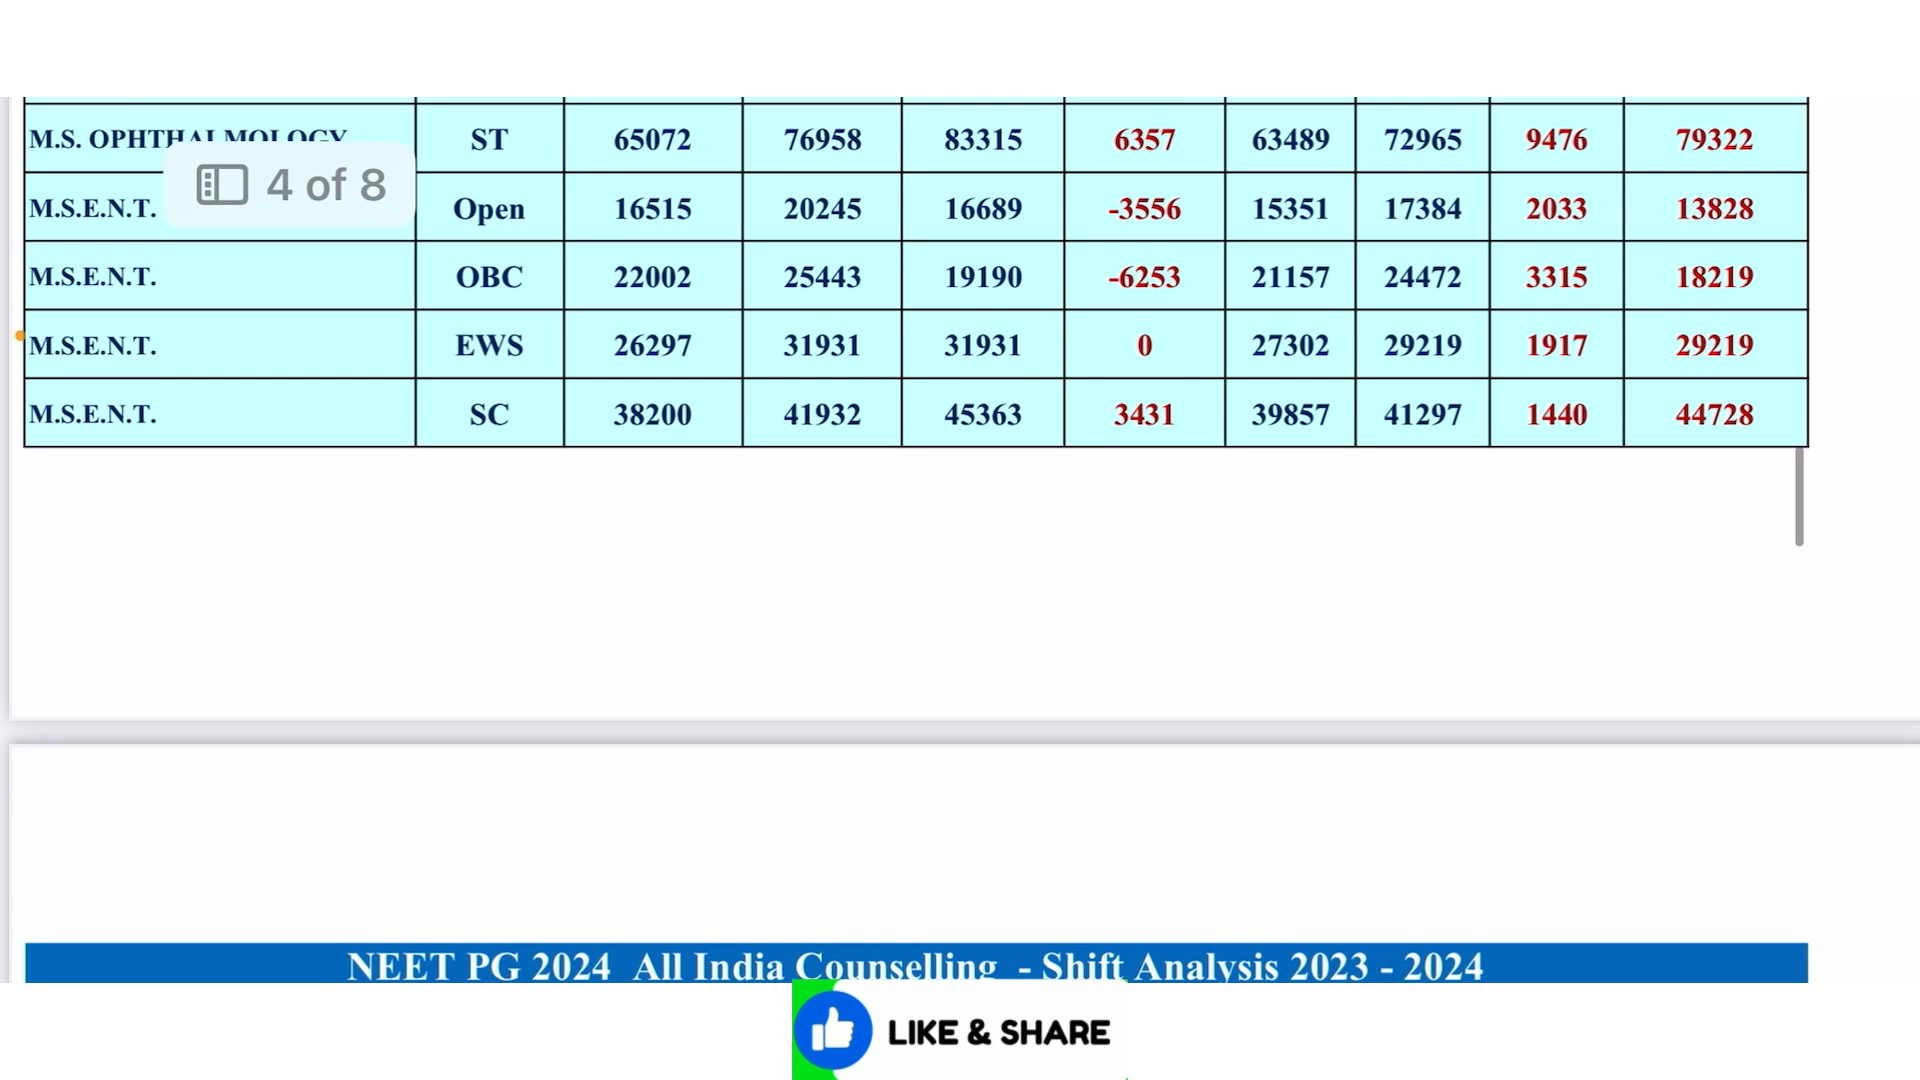 M.S. OPHTHALMOLOGY ST 65072 76958 83315 6357 63489 72965 9476 79322
4 of 8
M.S.E.N.T. Open 16515 20245 16689 -3556 15351 17384 2033 13828
M.S.E.N.T. OBC 22002 25443 19190 -6253 21157 24472 3315 18219
M.S.E.N.T. EWS 26297 31931 31931 0 27302 29219 1917 29219
M.S.E.N.T. SC 38200 41932 45363 3431 39857 41297 1440 44728
NEET PG 2024 All India Counselling - Shift Analysis 2023 - 2024
LIKE & SHARE